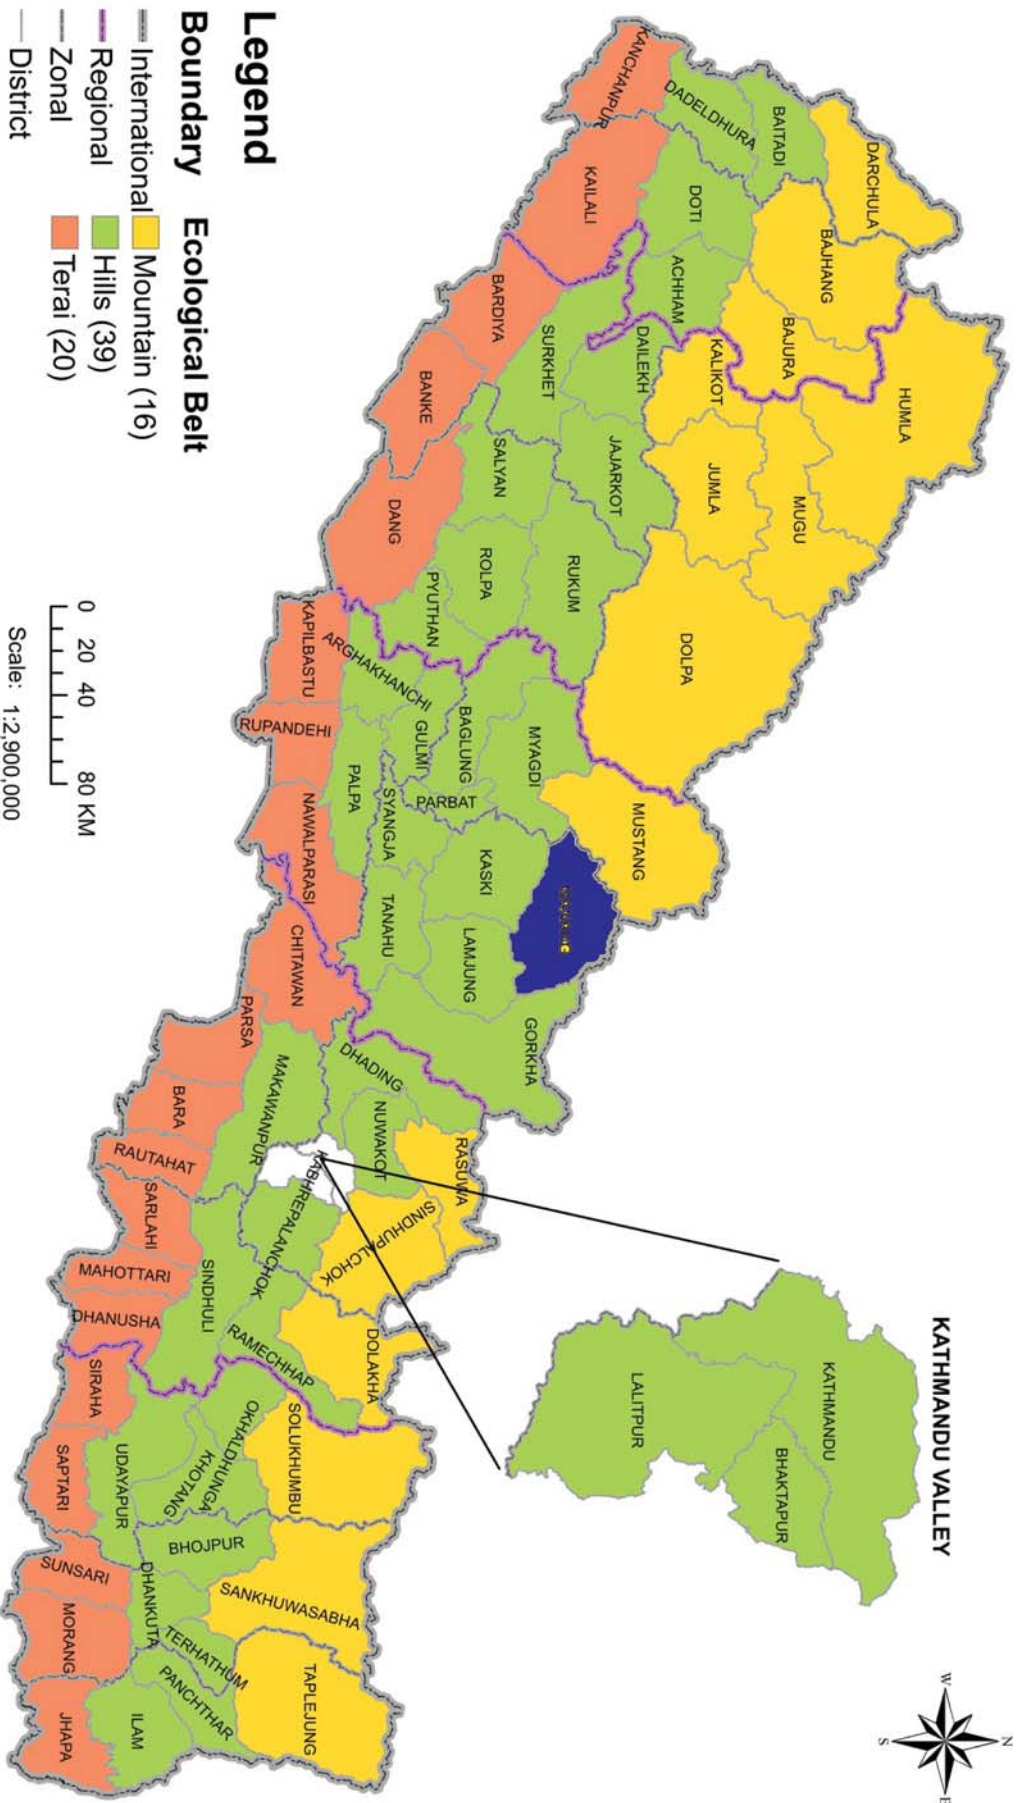 KATHMANDU VALLEY
KATHMANDU
BHAKTAPUR
LALITPUR
N
W
E
S
DARCHULA
BAITADI
DADELDHURA
KANCHANPUR
BAJHANG
DOTI
KAILALI
HUMLA
BAJURA
ACHHAM
KALIKOT
DAILEKH
SURKHET
BARDIYA
MUGU
JUMLA
JAJARKOT
SALYAN
BANKE
DOLPA
RUKUM
ROLPA
DANG
PYUTHAN
MUSTANG
MYAGDI
BAGLUNG
GULMI
ARGHAKHANCHI
KAPILBASTU
PARBAT
SYANGJA
PALPA
RUPANDEHI
KASKI
LAMJUNG
TANAHU
NAWALPARASI
GORKHA
CHITAWAN
DHADING
PARSA
RASUWA
NUWAKOT
MAKAWANPUR
BARA
SINDHUPALCHOK
KABHREPALANCHOK
RAUTAHAT
SARLAHI
DOLAKHA
RAMECHHAP
SINDHULI
MAHOTTARI
DHANUSHA
SOLUKHUMBU
OKHALDHUNGA
KHOTANG
UDAYAPUR
SIRAHA
SAPTARI
SANKHUWASABHA
BHOJPUR
DHANKUTA
SUNSARI
TERHATHUM
MORANG
TAPLEJUNG
PANCHTHAR
ILAM
JHAPA
Legend
Boundary Ecological Belt
International Mountain (16)
Regional Hills (39)
Zonal Terai (20)
District
0 20 40 80 KM
Scale: 1:2,900,000